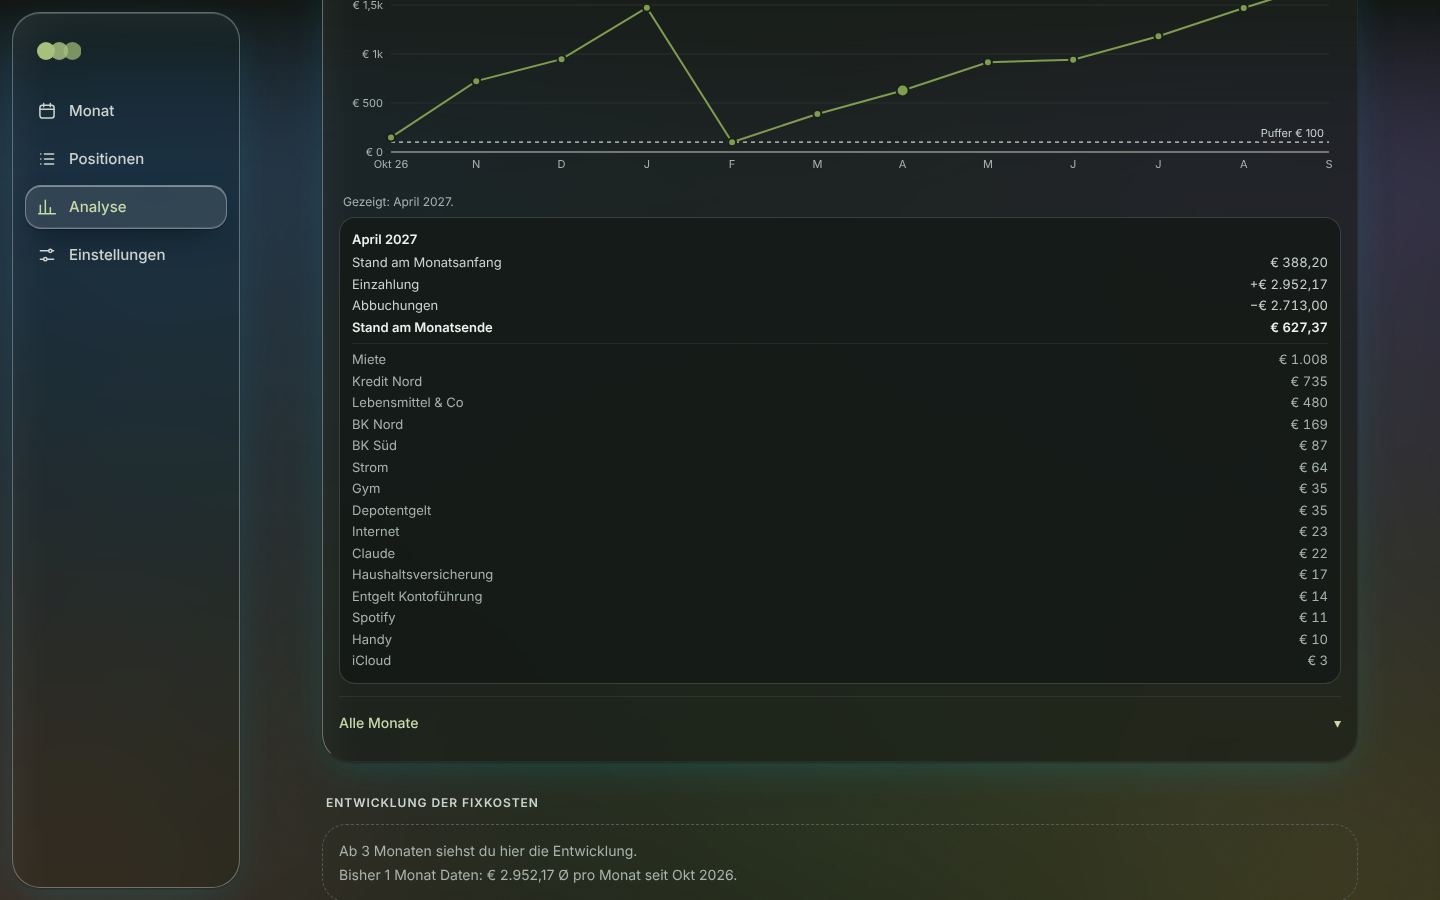 Monat
Positionen
Analyse
Einstellungen
€ 1,5k
€ 1k
€ 500
€ 0
Puffer € 100
Okt 26 N D J F M A M J J A S
Gezeigt: April 2027.
April 2027
Stand am Monatsanfang € 388,20
Einzahlung +€ 2.952,17
Abbuchungen −€ 2.713,00
Stand am Monatsende € 627,37
Miete € 1.008
Kredit Nord € 735
Lebensmittel & Co € 480
BK Nord € 169
BK Süd € 87
Strom € 64
Gym € 35
Depotentgelt € 35
Internet € 23
Claude € 22
Haushaltsversicherung € 17
Entgelt Kontoführung € 14
Spotify € 11
Handy € 10
iCloud € 3
Alle Monate ▼
ENTWICKLUNG DER FIXKOSTEN
Ab 3 Monaten siehst du hier die Entwicklung.
Bisher 1 Monat Daten: € 2.952,17 Ø pro Monat seit Okt 2026.